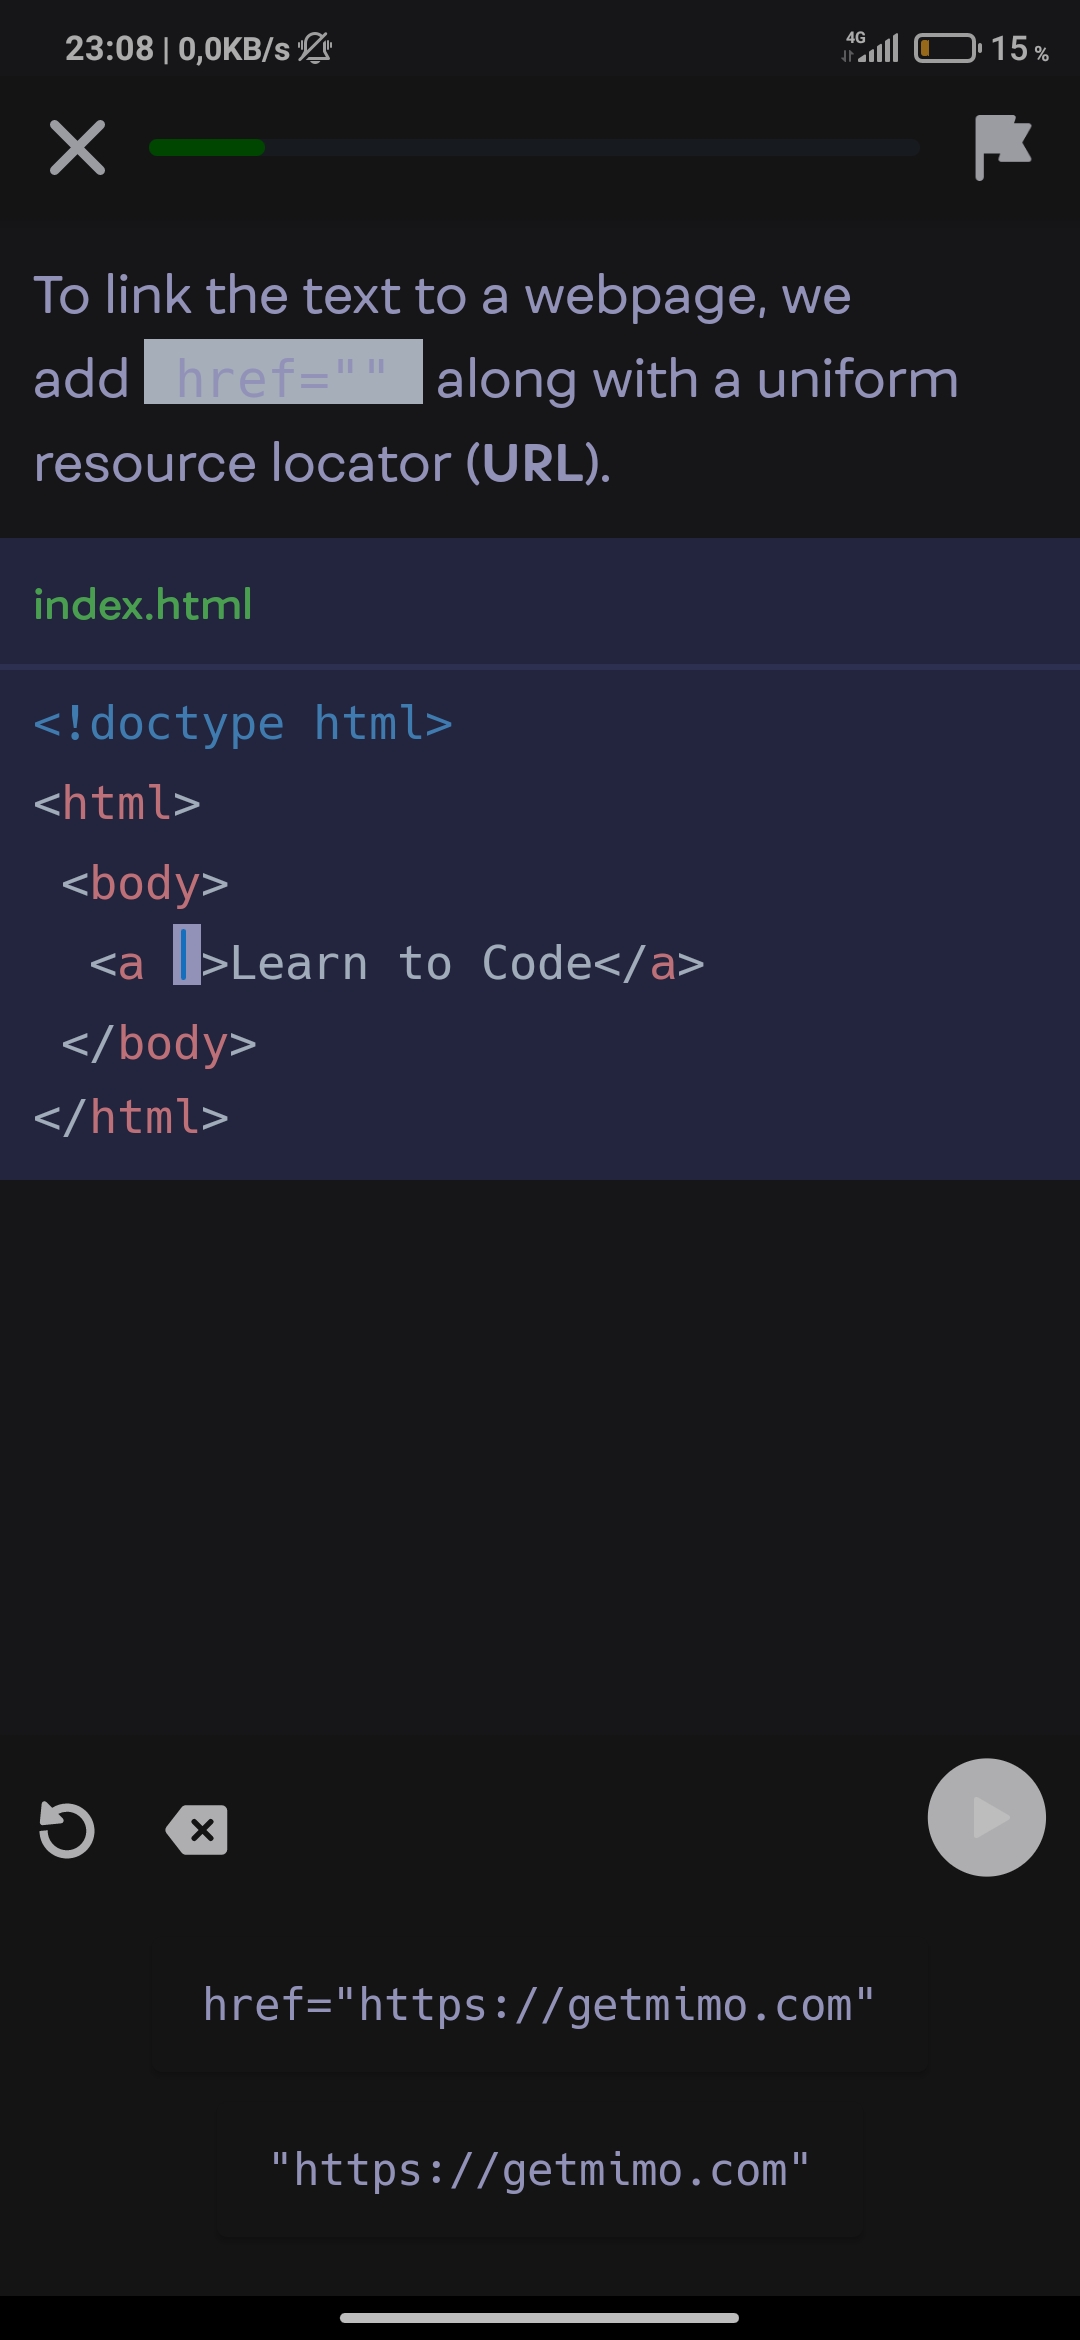 23:08 | 0,0KB/s
4G
15 %
To link the text to a webpage, we
add href="" along with a uniform
resource locator (URL).
index.html
<!doctype html>
<html>
<body>
<a >Learn to Code</a>
</body>
</html>
href="https://getmimo.com"
"https://getmimo.com"